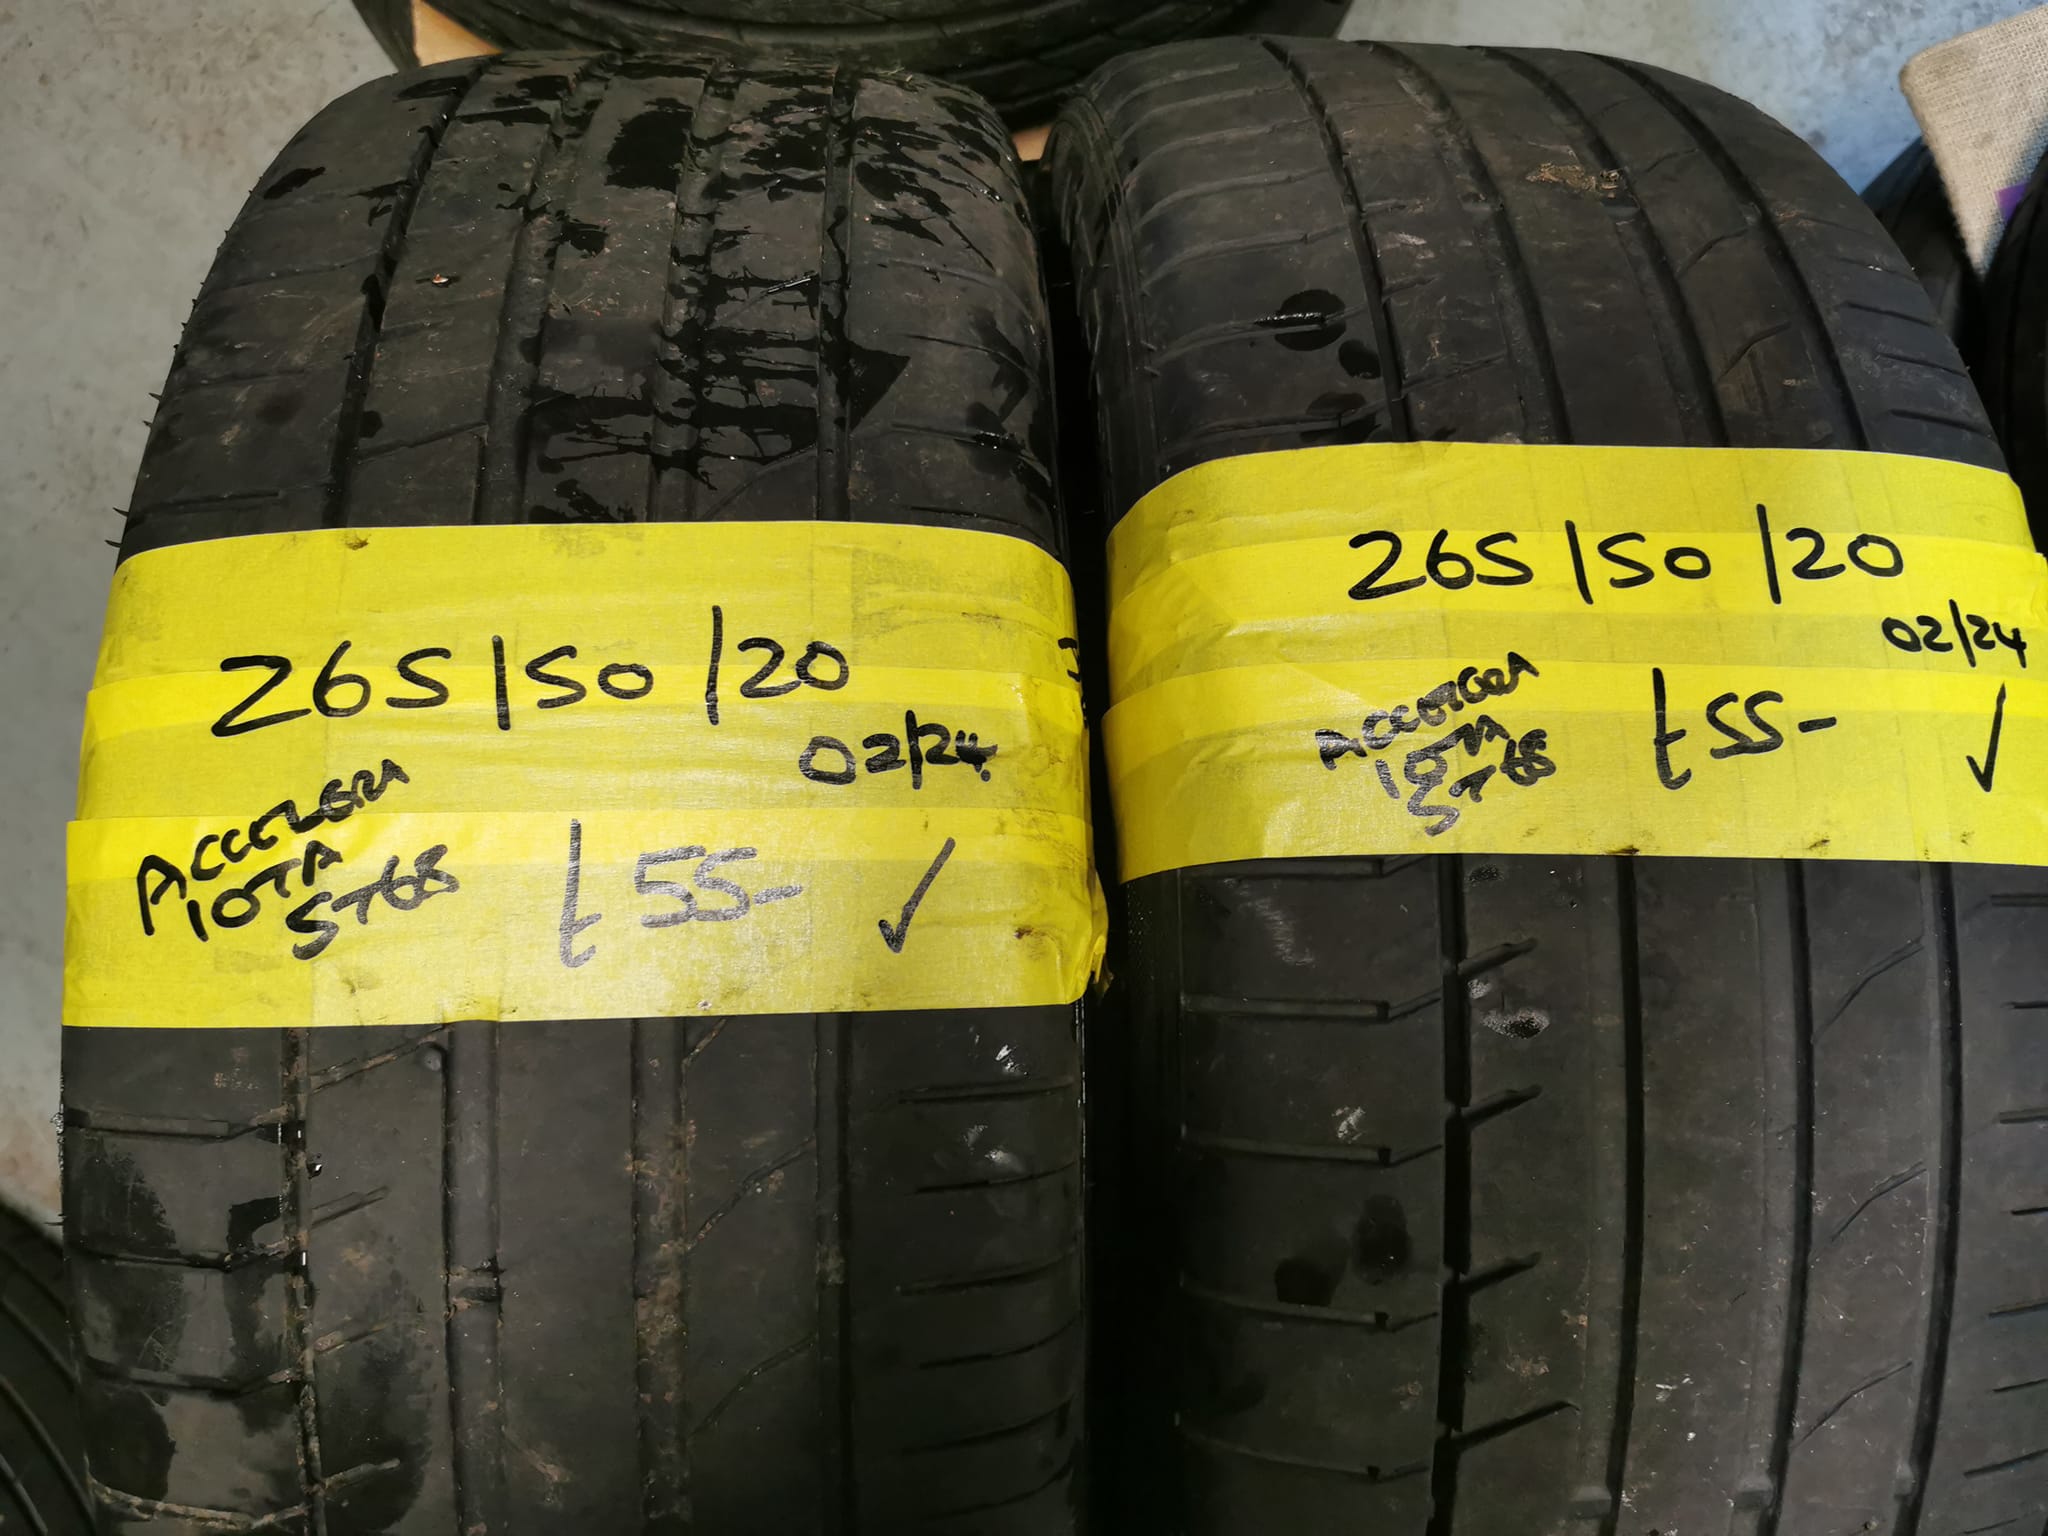 265/50/20
02/24
ACCELERA
IOTA
ST68
£55-
265/50/20
02/24
ACCELERA
IOTA
ST68
£55-